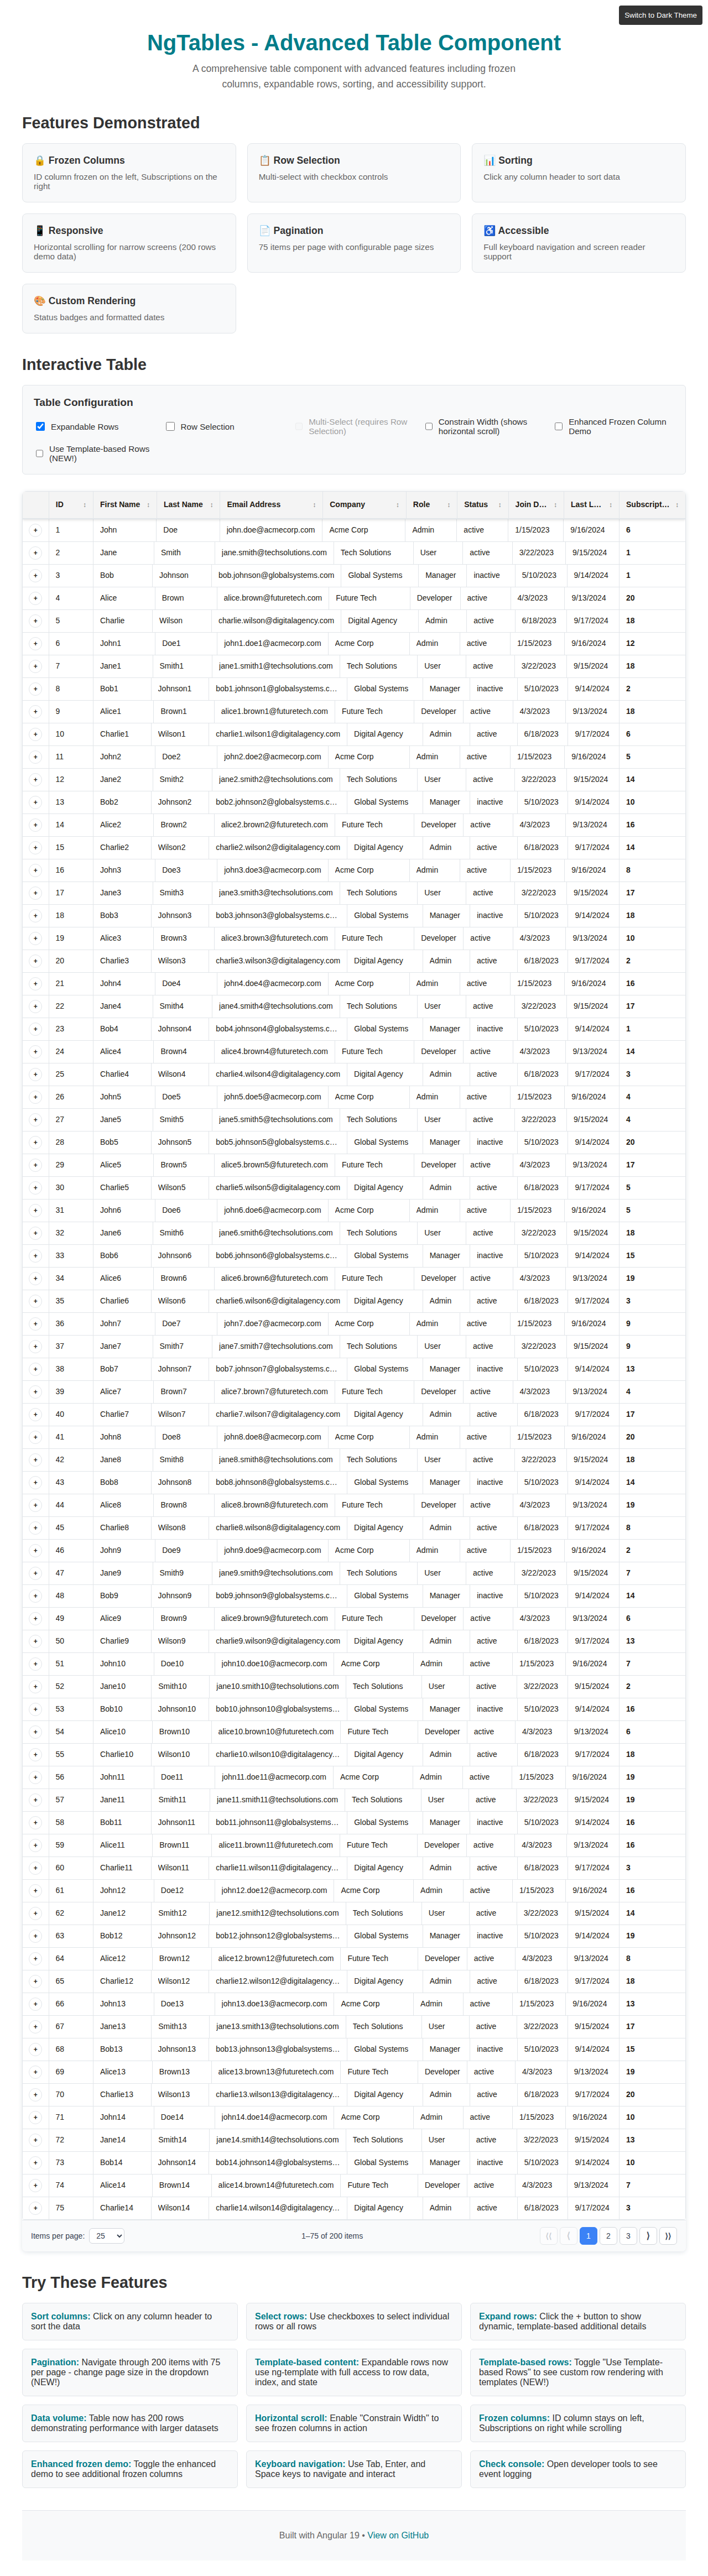 Switch to Dark Theme
NgTables - Advanced Table Component
A comprehensive table component with advanced features including frozen
columns, expandable rows, sorting, and accessibility support.
Features Demonstrated
🔒 Frozen Columns
ID column frozen on the left, Subscriptions on the
right
📋 Row Selection
Multi-select with checkbox controls
📊 Sorting
Click any column header to sort data
📱 Responsive
Horizontal scrolling for narrow screens (200 rows
demo data)
📄 Pagination
75 items per page with configurable page sizes
♿ Accessible
Full keyboard navigation and screen reader
support
🎨 Custom Rendering
Status badges and formatted dates
Interactive Table
Table Configuration
Expandable Rows
Row Selection
Multi-Select (requires Row
Selection)
Constrain Width (shows
horizontal scroll)
Enhanced Frozen Column
Demo
Use Template-based Rows
(NEW!)
ID First Name Last Name Email Address Company Role Status Join D... Last L... Subscript...
+ 1 John Doe john.doe@acmecorp.com Acme Corp Admin active 1/15/2023 9/16/2024 6
+ 2 Jane Smith jane.smith@techsolutions.com Tech Solutions User active 3/22/2023 9/15/2024 1
+ 3 Bob Johnson bob.johnson@globalsystems.com Global Systems Manager inactive 5/10/2023 9/14/2024 1
+ 4 Alice Brown alice.brown@futuretech.com Future Tech Developer active 4/3/2023 9/13/2024 20
+ 5 Charlie Wilson charlie.wilson@digitalagency.com Digital Agency Admin active 6/18/2023 9/17/2024 18
+ 6 John1 Doe1 john1.doe1@acmecorp.com Acme Corp Admin active 1/15/2023 9/16/2024 12
+ 7 Jane1 Smith1 jane1.smith1@techsolutions.com Tech Solutions User active 3/22/2023 9/15/2024 18
+ 8 Bob1 Johnson1 bob1.johnson1@globalsystems.c... Global Systems Manager inactive 5/10/2023 9/14/2024 2
+ 9 Alice1 Brown1 alice1.brown1@futuretech.com Future Tech Developer active 4/3/2023 9/13/2024 18
+ 10 Charlie1 Wilson1 charlie1.wilson1@digitalagency.com Digital Agency Admin active 6/18/2023 9/17/2024 6
+ 11 John2 Doe2 john2.doe2@acmecorp.com Acme Corp Admin active 1/15/2023 9/16/2024 5
+ 12 Jane2 Smith2 jane2.smith2@techsolutions.com Tech Solutions User active 3/22/2023 9/15/2024 14
+ 13 Bob2 Johnson2 bob2.johnson2@globalsystems.c... Global Systems Manager inactive 5/10/2023 9/14/2024 10
+ 14 Alice2 Brown2 alice2.brown2@futuretech.com Future Tech Developer active 4/3/2023 9/13/2024 16
+ 15 Charlie2 Wilson2 charlie2.wilson2@digitalagency.com Digital Agency Admin active 6/18/2023 9/17/2024 14
+ 16 John3 Doe3 john3.doe3@acmecorp.com Acme Corp Admin active 1/15/2023 9/16/2024 8
+ 17 Jane3 Smith3 jane3.smith3@techsolutions.com Tech Solutions User active 3/22/2023 9/15/2024 17
+ 18 Bob3 Johnson3 bob3.johnson3@globalsystems.c... Global Systems Manager inactive 5/10/2023 9/14/2024 18
+ 19 Alice3 Brown3 alice3.brown3@futuretech.com Future Tech Developer active 4/3/2023 9/13/2024 10
+ 20 Charlie3 Wilson3 charlie3.wilson3@digitalagency.com Digital Agency Admin active 6/18/2023 9/17/2024 2
+ 21 John4 Doe4 john4.doe4@acmecorp.com Acme Corp Admin active 1/15/2023 9/16/2024 16
+ 22 Jane4 Smith4 jane4.smith4@techsolutions.com Tech Solutions User active 3/22/2023 9/15/2024 17
+ 23 Bob4 Johnson4 bob4.johnson4@globalsystems.c... Global Systems Manager inactive 5/10/2023 9/14/2024 1
+ 24 Alice4 Brown4 alice4.brown4@futuretech.com Future Tech Developer active 4/3/2023 9/13/2024 14
+ 25 Charlie4 Wilson4 charlie4.wilson4@digitalagency.com Digital Agency Admin active 6/18/2023 9/17/2024 3
+ 26 John5 Doe5 john5.doe5@acmecorp.com Acme Corp Admin active 1/15/2023 9/16/2024 4
+ 27 Jane5 Smith5 jane5.smith5@techsolutions.com Tech Solutions User active 3/22/2023 9/15/2024 4
+ 28 Bob5 Johnson5 bob5.johnson5@globalsystems.c... Global Systems Manager inactive 5/10/2023 9/14/2024 20
+ 29 Alice5 Brown5 alice5.brown5@futuretech.com Future Tech Developer active 4/3/2023 9/13/2024 17
+ 30 Charlie5 Wilson5 charlie5.wilson5@digitalagency.com Digital Agency Admin active 6/18/2023 9/17/2024 5
+ 31 John6 Doe6 john6.doe6@acmecorp.com Acme Corp Admin active 1/15/2023 9/16/2024 5
+ 32 Jane6 Smith6 jane6.smith6@techsolutions.com Tech Solutions User active 3/22/2023 9/15/2024 18
+ 33 Bob6 Johnson6 bob6.johnson6@globalsystems.c... Global Systems Manager inactive 5/10/2023 9/14/2024 15
+ 34 Alice6 Brown6 alice6.brown6@futuretech.com Future Tech Developer active 4/3/2023 9/13/2024 19
+ 35 Charlie6 Wilson6 charlie6.wilson6@digitalagency.com Digital Agency Admin active 6/18/2023 9/17/2024 3
+ 36 John7 Doe7 john7.doe7@acmecorp.com Acme Corp Admin active 1/15/2023 9/16/2024 9
+ 37 Jane7 Smith7 jane7.smith7@techsolutions.com Tech Solutions User active 3/22/2023 9/15/2024 9
+ 38 Bob7 Johnson7 bob7.johnson7@globalsystems.c... Global Systems Manager inactive 5/10/2023 9/14/2024 13
+ 39 Alice7 Brown7 alice7.brown7@futuretech.com Future Tech Developer active 4/3/2023 9/13/2024 4
+ 40 Charlie7 Wilson7 charlie7.wilson7@digitalagency.com Digital Agency Admin active 6/18/2023 9/17/2024 17
+ 41 John8 Doe8 john8.doe8@acmecorp.com Acme Corp Admin active 1/15/2023 9/16/2024 20
+ 42 Jane8 Smith8 jane8.smith8@techsolutions.com Tech Solutions User active 3/22/2023 9/15/2024 18
+ 43 Bob8 Johnson8 bob8.johnson8@globalsystems.c... Global Systems Manager inactive 5/10/2023 9/14/2024 14
+ 44 Alice8 Brown8 alice8.brown8@futuretech.com Future Tech Developer active 4/3/2023 9/13/2024 19
+ 45 Charlie8 Wilson8 charlie8.wilson8@digitalagency.com Digital Agency Admin active 6/18/2023 9/17/2024 8
+ 46 John9 Doe9 john9.doe9@acmecorp.com Acme Corp Admin active 1/15/2023 9/16/2024 2
+ 47 Jane9 Smith9 jane9.smith9@techsolutions.com Tech Solutions User active 3/22/2023 9/15/2024 7
+ 48 Bob9 Johnson9 bob9.johnson9@globalsystems.c... Global Systems Manager inactive 5/10/2023 9/14/2024 14
+ 49 Alice9 Brown9 alice9.brown9@futuretech.com Future Tech Developer active 4/3/2023 9/13/2024 6
+ 50 Charlie9 Wilson9 charlie9.wilson9@digitalagency.com Digital Agency Admin active 6/18/2023 9/17/2024 13
+ 51 John10 Doe10 john10.doe10@acmecorp.com Acme Corp Admin active 1/15/2023 9/16/2024 7
+ 52 Jane10 Smith10 jane10.smith10@techsolutions.com Tech Solutions User active 3/22/2023 9/15/2024 2
+ 53 Bob10 Johnson10 bob10.johnson10@globalsystems... Global Systems Manager inactive 5/10/2023 9/14/2024 16
+ 54 Alice10 Brown10 alice10.brown10@futuretech.com Future Tech Developer active 4/3/2023 9/13/2024 6
+ 55 Charlie10 Wilson10 charlie10.wilson10@digitalagency... Digital Agency Admin active 6/18/2023 9/17/2024 18
+ 56 John11 Doe11 john11.doe11@acmecorp.com Acme Corp Admin active 1/15/2023 9/16/2024 19
+ 57 Jane11 Smith11 jane11.smith11@techsolutions.com Tech Solutions User active 3/22/2023 9/15/2024 19
+ 58 Bob11 Johnson11 bob11.johnson11@globalsystems... Global Systems Manager inactive 5/10/2023 9/14/2024 16
+ 59 Alice11 Brown11 alice11.brown11@futuretech.com Future Tech Developer active 4/3/2023 9/13/2024 16
+ 60 Charlie11 Wilson11 charlie11.wilson11@digitalagency... Digital Agency Admin active 6/18/2023 9/17/2024 3
+ 61 John12 Doe12 john12.doe12@acmecorp.com Acme Corp Admin active 1/15/2023 9/16/2024 16
+ 62 Jane12 Smith12 jane12.smith12@techsolutions.com Tech Solutions User active 3/22/2023 9/15/2024 14
+ 63 Bob12 Johnson12 bob12.johnson12@globalsystems... Global Systems Manager inactive 5/10/2023 9/14/2024 19
+ 64 Alice12 Brown12 alice12.brown12@futuretech.com Future Tech Developer active 4/3/2023 9/13/2024 8
+ 65 Charlie12 Wilson12 charlie12.wilson12@digitalagency... Digital Agency Admin active 6/18/2023 9/17/2024 18
+ 66 John13 Doe13 john13.doe13@acmecorp.com Acme Corp Admin active 1/15/2023 9/16/2024 13
+ 67 Jane13 Smith13 jane13.smith13@techsolutions.com Tech Solutions User active 3/22/2023 9/15/2024 17
+ 68 Bob13 Johnson13 bob13.johnson13@globalsystems... Global Systems Manager inactive 5/10/2023 9/14/2024 15
+ 69 Alice13 Brown13 alice13.brown13@futuretech.com Future Tech Developer active 4/3/2023 9/13/2024 19
+ 70 Charlie13 Wilson13 charlie13.wilson13@digitalagency... Digital Agency Admin active 6/18/2023 9/17/2024 20
+ 71 John14 Doe14 john14.doe14@acmecorp.com Acme Corp Admin active 1/15/2023 9/16/2024 10
+ 72 Jane14 Smith14 jane14.smith14@techsolutions.com Tech Solutions User active 3/22/2023 9/15/2024 13
+ 73 Bob14 Johnson14 bob14.johnson14@globalsystems... Global Systems Manager inactive 5/10/2023 9/14/2024 10
+ 74 Alice14 Brown14 alice14.brown14@futuretech.com Future Tech Developer active 4/3/2023 9/13/2024 7
+ 75 Charlie14 Wilson14 charlie14.wilson14@digitalagency... Digital Agency Admin active 6/18/2023 9/17/2024 3
Items per page: 25 1–75 of 200 items ⟨⟨ ⟨ 1 2 3 ⟩ ⟩⟩
Try These Features
Sort columns: Click on any column header to
sort the data
Select rows: Use checkboxes to select individual
rows or all rows
Expand rows: Click the + button to show
dynamic, template-based additional details
Pagination: Navigate through 200 items with 75
per page - change page size in the dropdown
(NEW!)
Template-based content: Expandable rows now
use ng-template with full access to row data,
index, and state
Template-based rows: Toggle "Use Template-
based Rows" to see custom row rendering with
templates (NEW!)
Data volume: Table now has 200 rows
demonstrating performance with larger datasets
Horizontal scroll: Enable "Constrain Width" to
see frozen columns in action
Frozen columns: ID column stays on left,
Subscriptions on right while scrolling
Enhanced frozen demo: Toggle the enhanced
demo to see additional frozen columns
Keyboard navigation: Use Tab, Enter, and
Space keys to navigate and interact
Check console: Open developer tools to see
event logging
Built with Angular 19 • View on GitHub